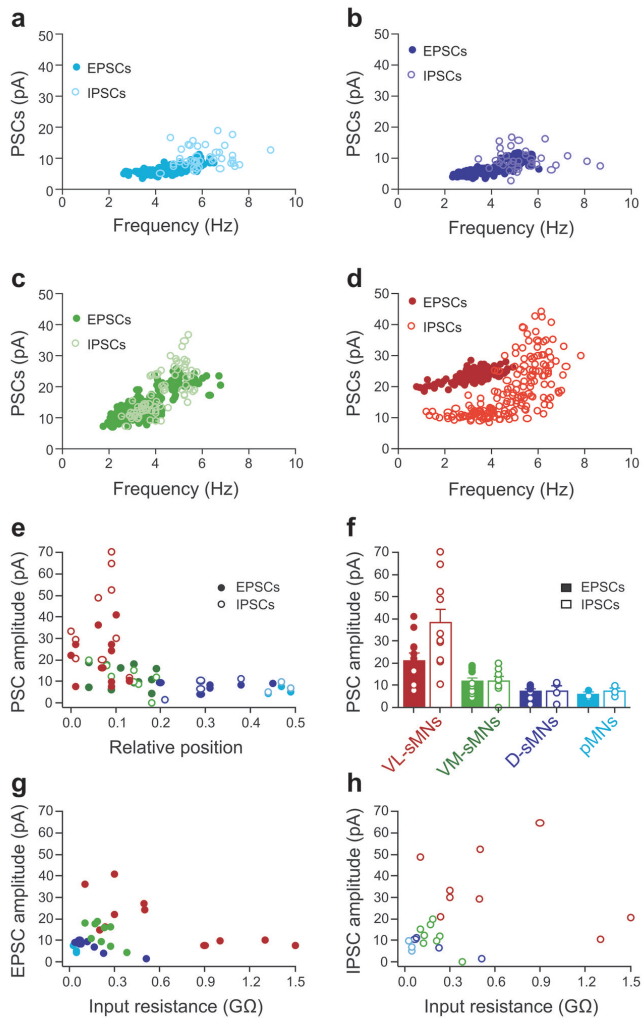 a
50
40
30
20
10
0
PSCs (pA)
EPSCs
IPSCs
0 2 4 6 8 10
Frequency (Hz)
b
50
40
30
20
10
0
PSCs (pA)
EPSCs
IPSCs
0 2 4 6 8 10
Frequency (Hz)
c
50
40
30
20
10
0
PSCs (pA)
EPSCs
IPSCs
0 2 4 6 8 10
Frequency (Hz)
d
50
40
30
20
10
0
PSCs (pA)
EPSCs
IPSCs
0 2 4 6 8 10
Frequency (Hz)
e
70
60
50
40
30
20
10
0
PSC amplitude (pA)
EPSCs
IPSCs
0.0 0.1 0.2 0.3 0.4 0.5
Relative position
f
70
60
50
40
30
20
10
0
PSC amplitude (pA)
EPSCs
IPSCs
VL-sMNs
VM-sMNs
D-sMNs
pMNs
g
70
60
50
40
30
20
10
0
EPSC amplitude (pA)
0.0 0.3 0.6 0.9 1.2 1.5
Input resistance (GΩ)
h
70
60
50
40
30
20
10
0
IPSC amplitude (pA)
0.0 0.3 0.6 0.9 1.2 1.5
Input resistance (GΩ)